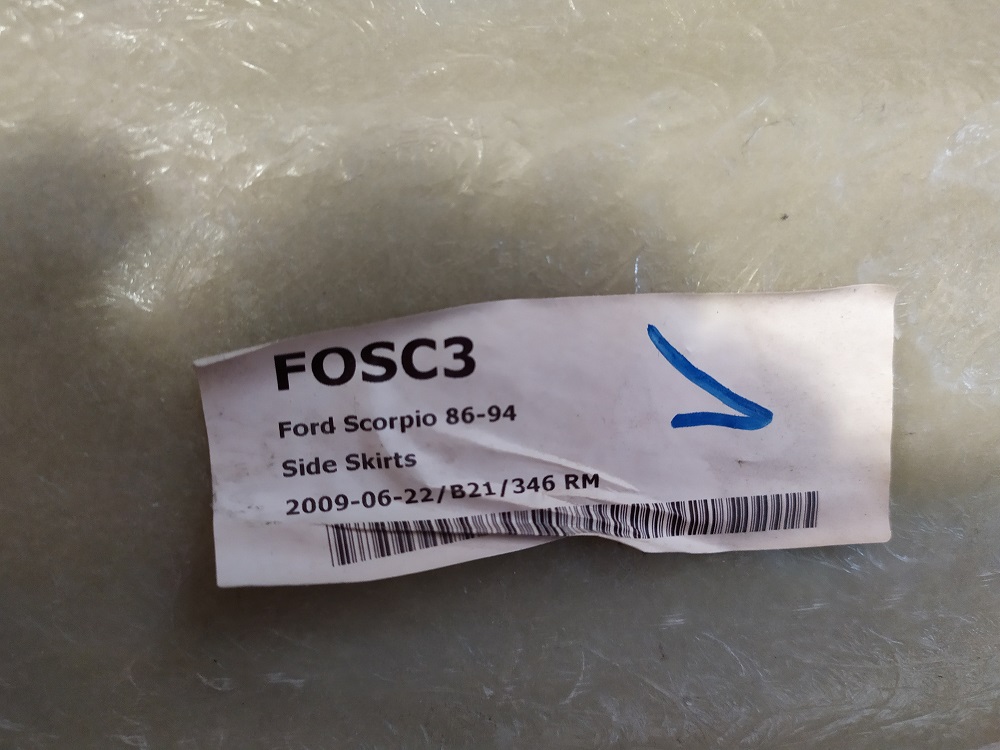 FOSC3
Ford Scorpio 86-94
Side Skirts
2009-06-22/B21/346 RM